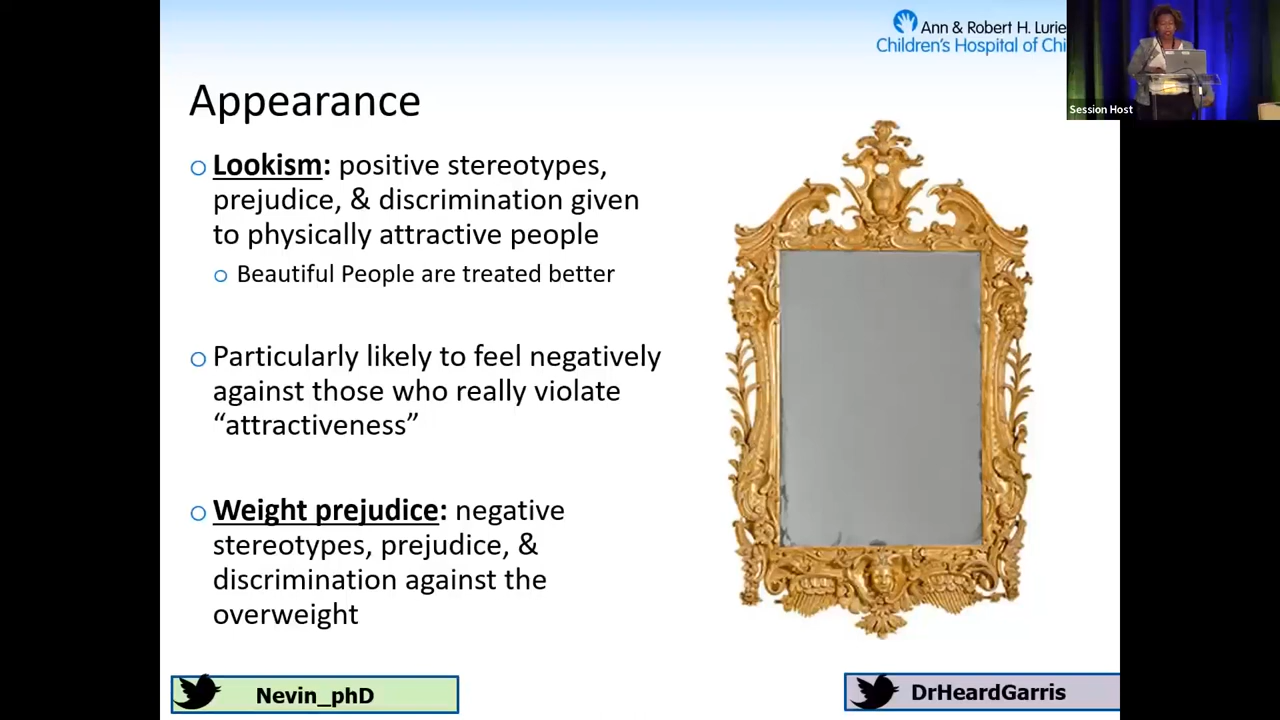 Ann & Robert H. Lurie
Children's Hospital of Chi
Session Host
Appearance
Lookism: positive stereotypes,
prejudice, & discrimination given
to physically attractive people
Beautiful People are treated better
Particularly likely to feel negatively
against those who really violate
“attractiveness”
Weight prejudice: negative
stereotypes, prejudice, &
discrimination against the
overweight
Nevin_phD
DrHeardGarris